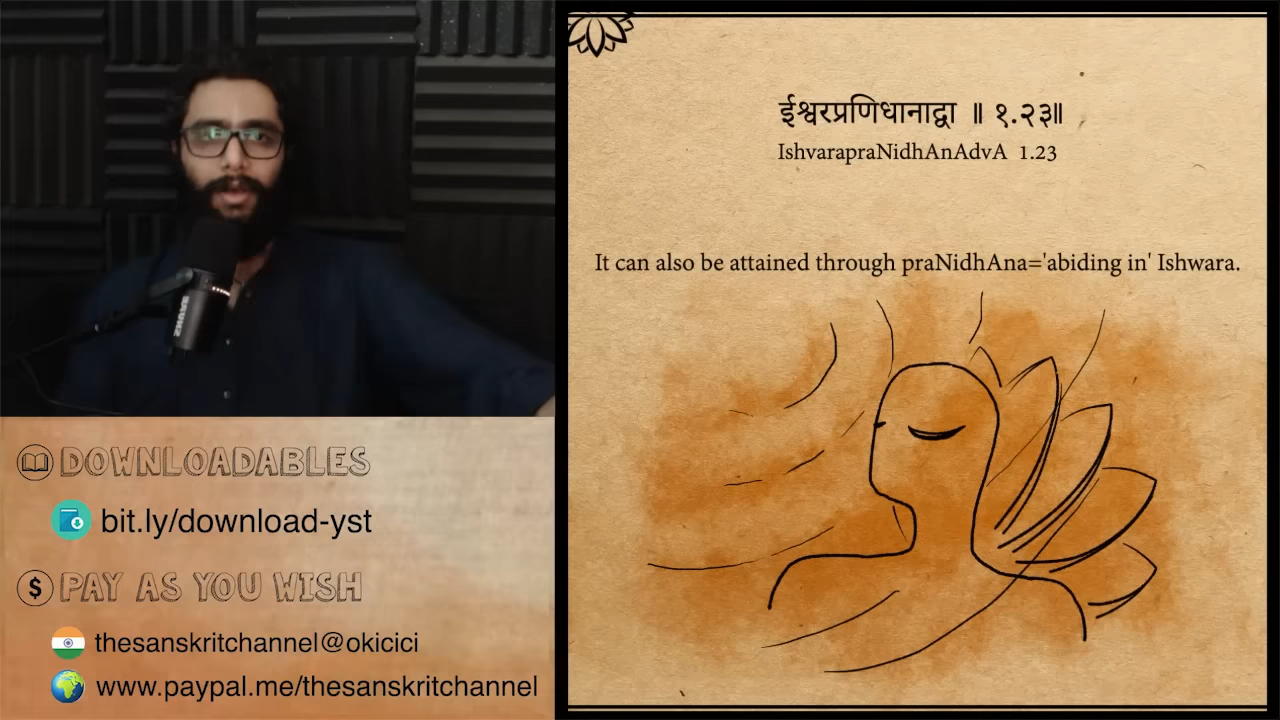 DOWNLOADABLES
bit.ly/download-yst
$ PAY AS YOU WISH
thesanskritchannel@okicici
www.paypal.me/thesanskritchannel
ईश्वरप्रणिधानाद्वा ॥ १.२३॥
IshvarapraNidhAnAdvA 1.23
It can also be attained through praNidhAna='abiding in' Ishwara.